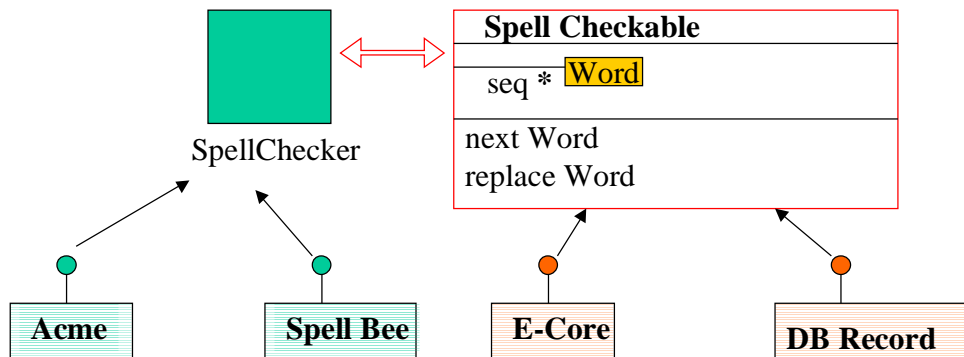 Spell Checkable
seq * Word
next Word
replace Word
SpellChecker
Acme
Spell Bee
E-Core
DB Record